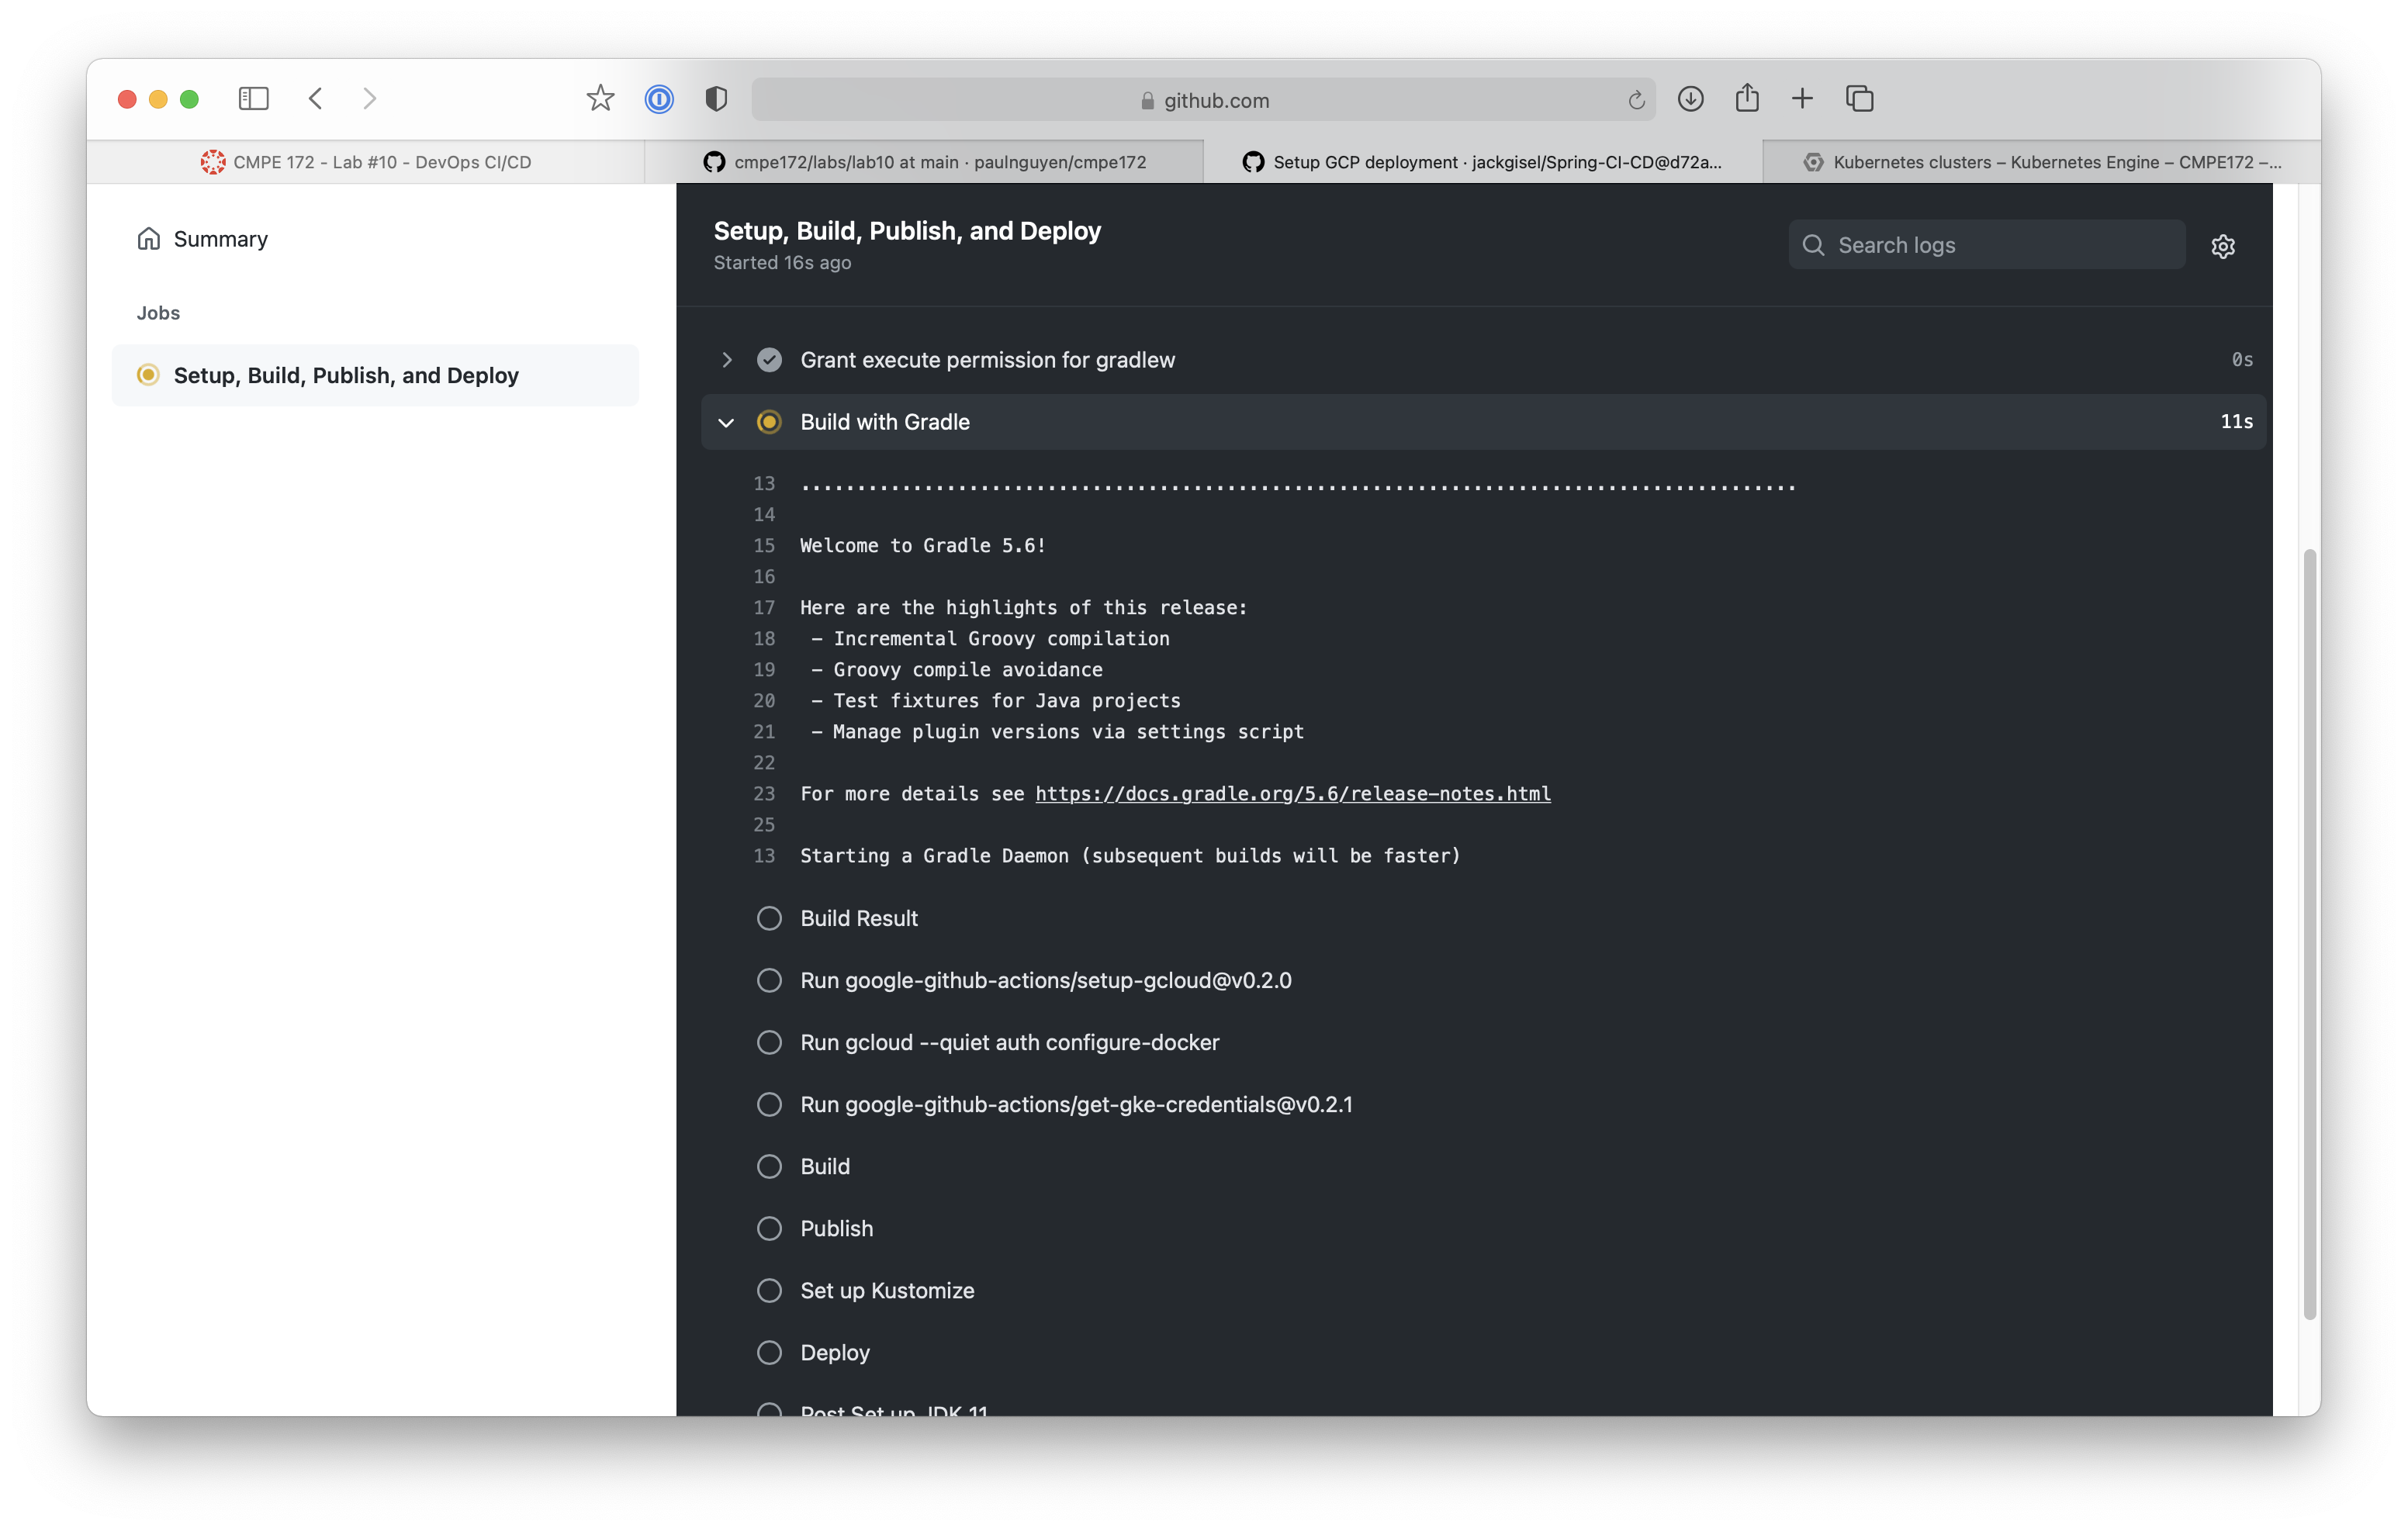 github.com
CMPE 172 - Lab #10 - DevOps CI/CD
cmpe172/labs/lab10 at main · paulnguyen/cmpe172
Setup GCP deployment · jackgisel/Spring-CI-CD@d72a...
Kubernetes clusters – Kubernetes Engine – CMPE172 –...
Summary
Jobs
Setup, Build, Publish, and Deploy
Setup, Build, Publish, and Deploy
Started 16s ago
Search logs
Grant execute permission for gradlew 0s
Build with Gradle 11s
13 .........................................................................................
14
15 Welcome to Gradle 5.6!
16
17 Here are the highlights of this release:
18 - Incremental Groovy compilation
19 - Groovy compile avoidance
20 - Test fixtures for Java projects
21 - Manage plugin versions via settings script
22
23 For more details see https://docs.gradle.org/5.6/release-notes.html
25
13 Starting a Gradle Daemon (subsequent builds will be faster)
Build Result
Run google-github-actions/setup-gcloud@v0.2.0
Run gcloud --quiet auth configure-docker
Run google-github-actions/get-gke-credentials@v0.2.1
Build
Publish
Set up Kustomize
Deploy
Post Set up JDK 11